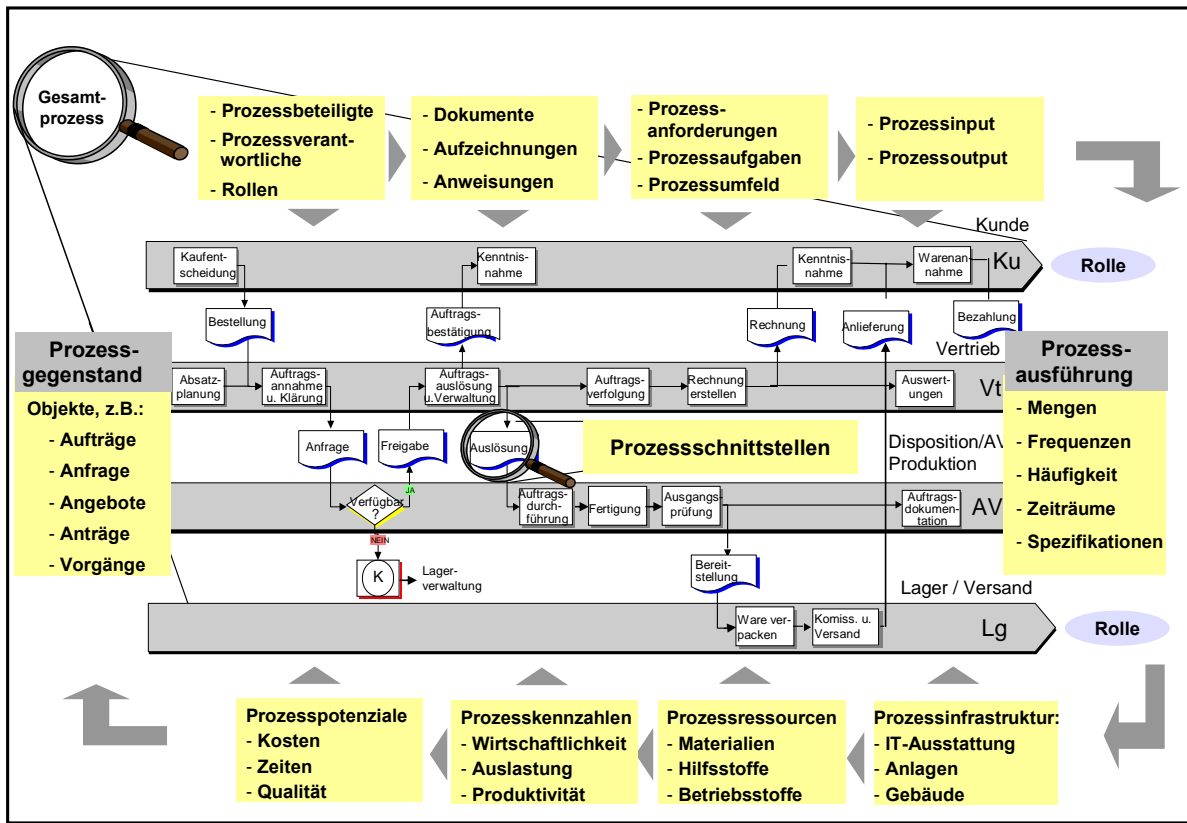 Gesamt-
prozess
- Prozessbeteiligte
- Prozessverant-
wortliche
- Rollen
- Dokumente
- Aufzeichnungen
- Anweisungen
- Prozess-
anforderungen
- Prozessaufgaben
- Prozessumfeld
- Prozessinput
- Prozessoutput
Kunde
Kaufent-
scheidung
Kenntnis-
nahme
Kenntnis-
nahme
Warenan-
nahme
Ku
Rolle
Bestellung
Auftrags-
bestätigung
Rechnung
Anlieferung
Bezahlung
Vertrieb
Prozess-
gegenstand
Objekte, z.B.:
- Aufträge
- Anfrage
- Angebote
- Anträge
- Vorgänge
Absatz-
planung
Auftrags-
annahme
u. Klärung
Auftrags-
auslösung
u.Verwaltung
Auftrags-
verfolgung
Rechnung
erstellen
Auswert-
ungen
Vt
Prozess-
ausführung
- Mengen
- Frequenzen
- Häufigkeit
- Zeiträume
- Spezifikationen
Anfrage
Freigabe
Auslösung
Prozessschnittstellen
Disposition/AV
Produktion
JA
Verfügbar
?
Auftrags-
durch-
führung
Fertigung
Ausgangs-
prüfung
Auftrags-
dokumen-
tation
AV
NEIN
K
Lager-
verwaltung
Bereit-
stellung
Lager / Versand
Ware ver-
packen
Komiss. u.
Versand
Lg
Rolle
Prozesspotenziale
- Kosten
- Zeiten
- Qualität
Prozesskennzahlen
- Wirtschaftlichkeit
- Auslastung
- Produktivität
Prozessressourcen
- Materialien
- Hilfsstoffe
- Betriebsstoffe
Prozessinfrastruktur:
- IT-Ausstattung
- Anlagen
- Gebäude